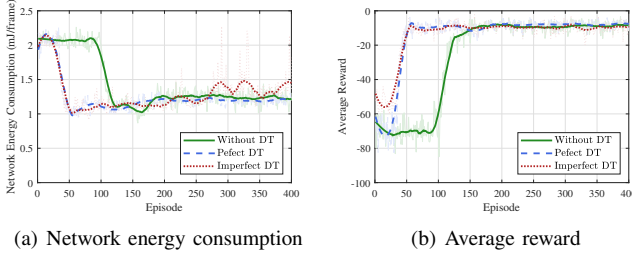 Network Energy Consumption (mJ/frame)
2.5
2
1.5
1
0.5
0
0 50 100 150 200 250 300 350 400
Episode
Without DT
Pefect DT
Imperfect DT
(a) Network energy consumption
Average Reward
0
-20
-40
-60
-80
-100
0 50 100 150 200 250 300 350 400
Episode
Without DT
Pefect DT
Imperfect DT
(b) Average reward